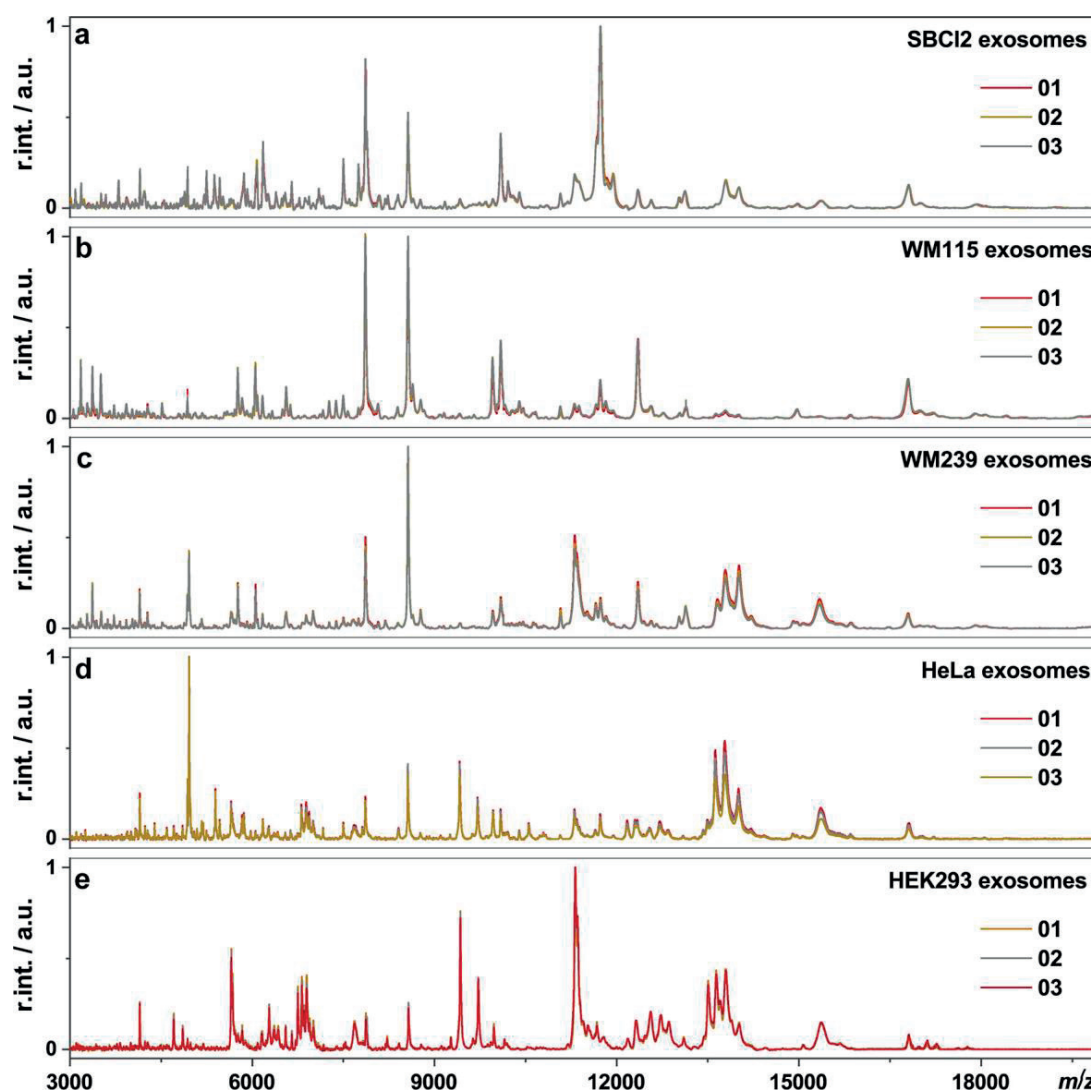 a
SBCl2 exosomes
1
0
r.int. / a.u.
01
02
03
b
WM115 exosomes
1
0
r.int. / a.u.
01
02
03
c
WM239 exosomes
1
0
r.int. / a.u.
01
02
03
d
HeLa exosomes
1
0
r.int. / a.u.
01
02
03
e
HEK293 exosomes
1
0
r.int. / a.u.
01
02
03
3000 6000 9000 12000 15000 18000 m/z